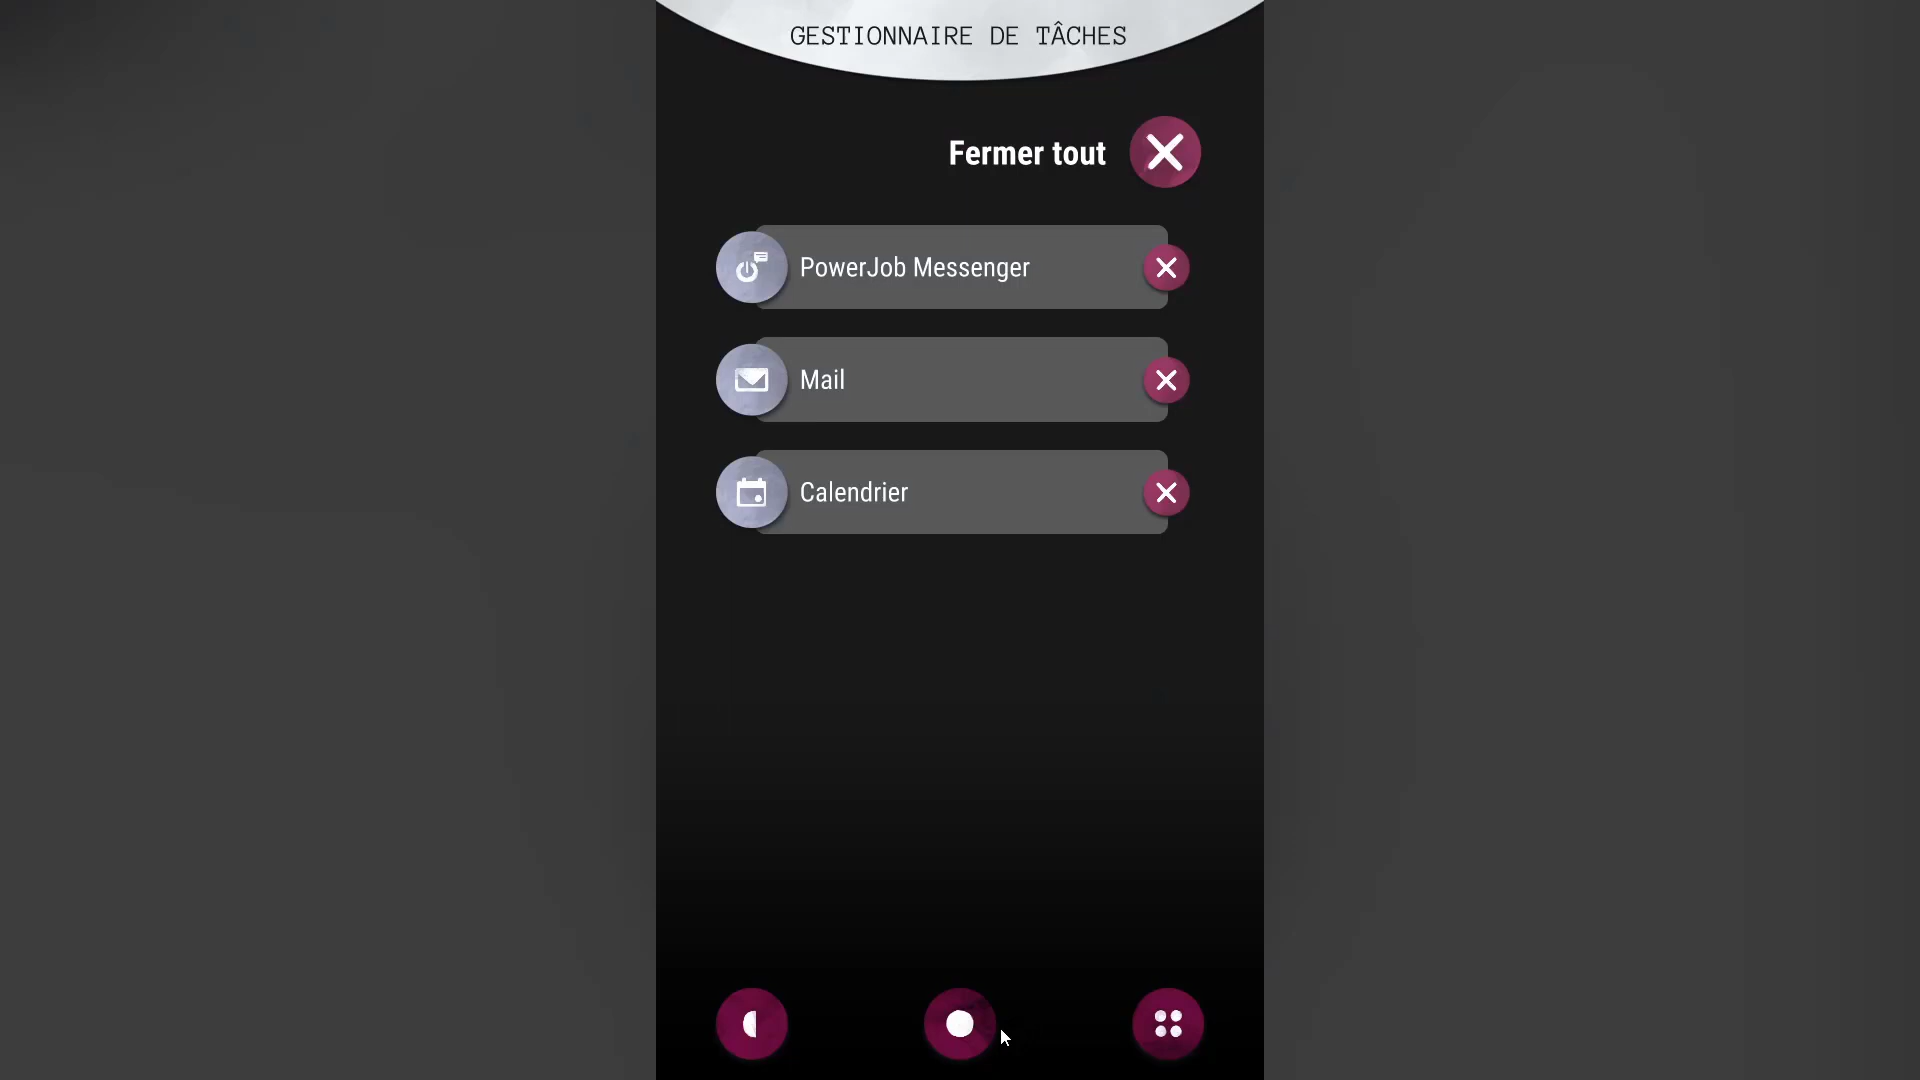 GESTIONNAIRE DE TÂCHES
Fermer tout
PowerJob Messenger
Mail
Calendrier